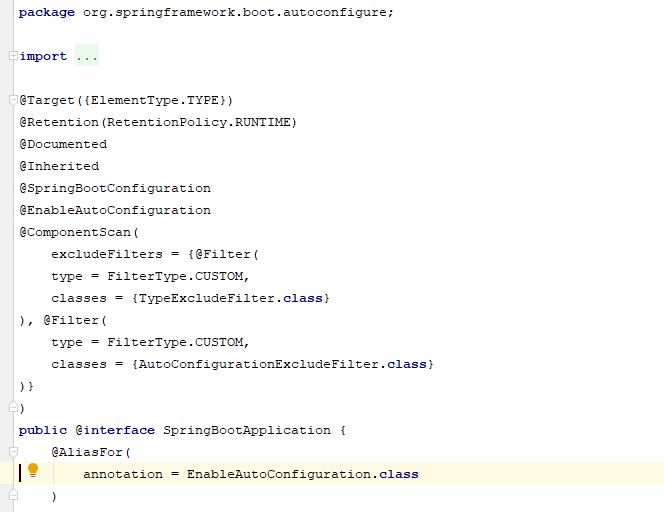 package org.springframework.boot.autoconfigure;
import ...
@Target({ElementType.TYPE})
@Retention(RetentionPolicy.RUNTIME)
@Documented
@Inherited
@SpringBootConfiguration
@EnableAutoConfiguration
@ComponentScan(
    excludeFilters = {@Filter(
    type = FilterType.CUSTOM,
    classes = {TypeExcludeFilter.class}
), @Filter(
    type = FilterType.CUSTOM,
    classes = {AutoConfigurationExcludeFilter.class}
)}
)
public @interface SpringBootApplication {
    @AliasFor(
        annotation = EnableAutoConfiguration.class
    )